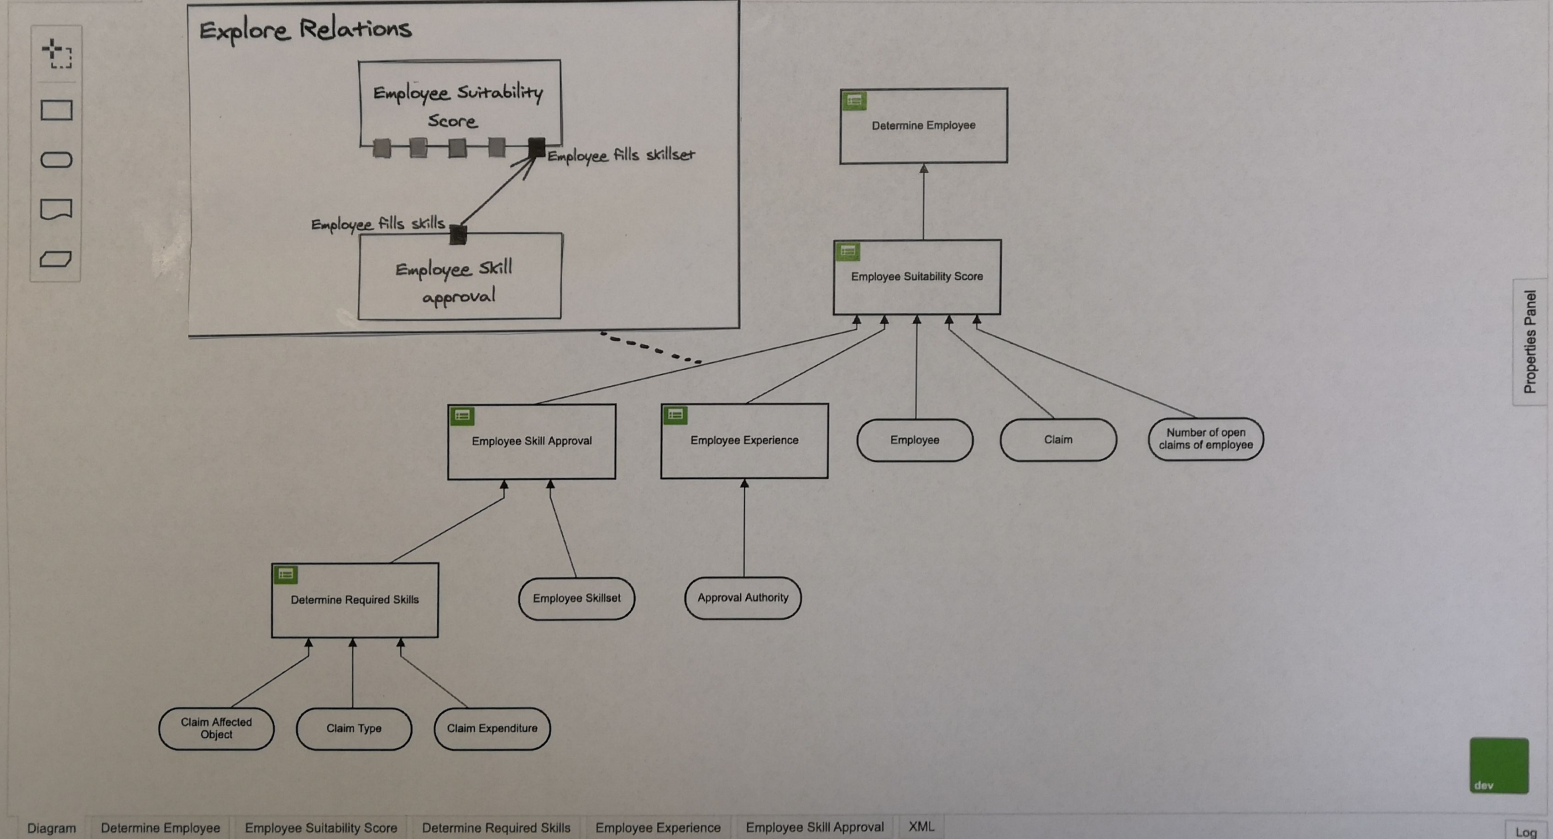 Explore Relations
Employee Suitability
Score
Employee fills skillset
Employee fills skills
Employee Skill
approval
Determine Employee
Employee Suitability Score
Properties Panel
Employee Skill Approval
Employee Experience
Employee
Claim
Number of open
claims of employee
Determine Required Skills
Employee Skillset
Approval Authority
Claim Affected
Object
Claim Type
Claim Expenditure
dev
Diagram
Determine Employee
Employee Suitability Score
Determine Required Skills
Employee Experience
Employee Skill Approval
XML
Log